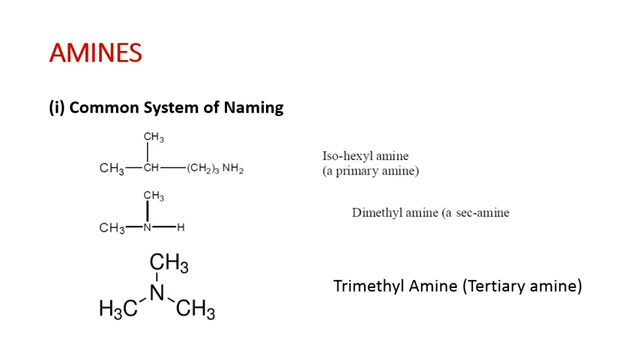 AMINES
(i) Common System of Naming
CH3
CH3—CH—(CH2)3 NH2
Iso-hexyl amine
(a primary amine)
CH3
CH3—N—H
Dimethyl amine (a sec-amine
CH3
N
H3C CH3
Trimethyl Amine (Tertiary amine)